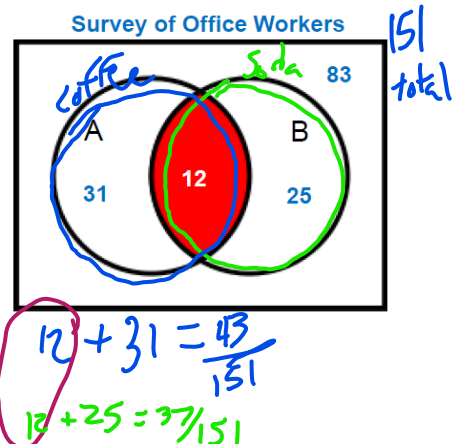 Survey of Office Workers
151
total
coffee
soda
83
A
B
31
12
25
12 + 31 = 43/151
12 + 25 = 37/151